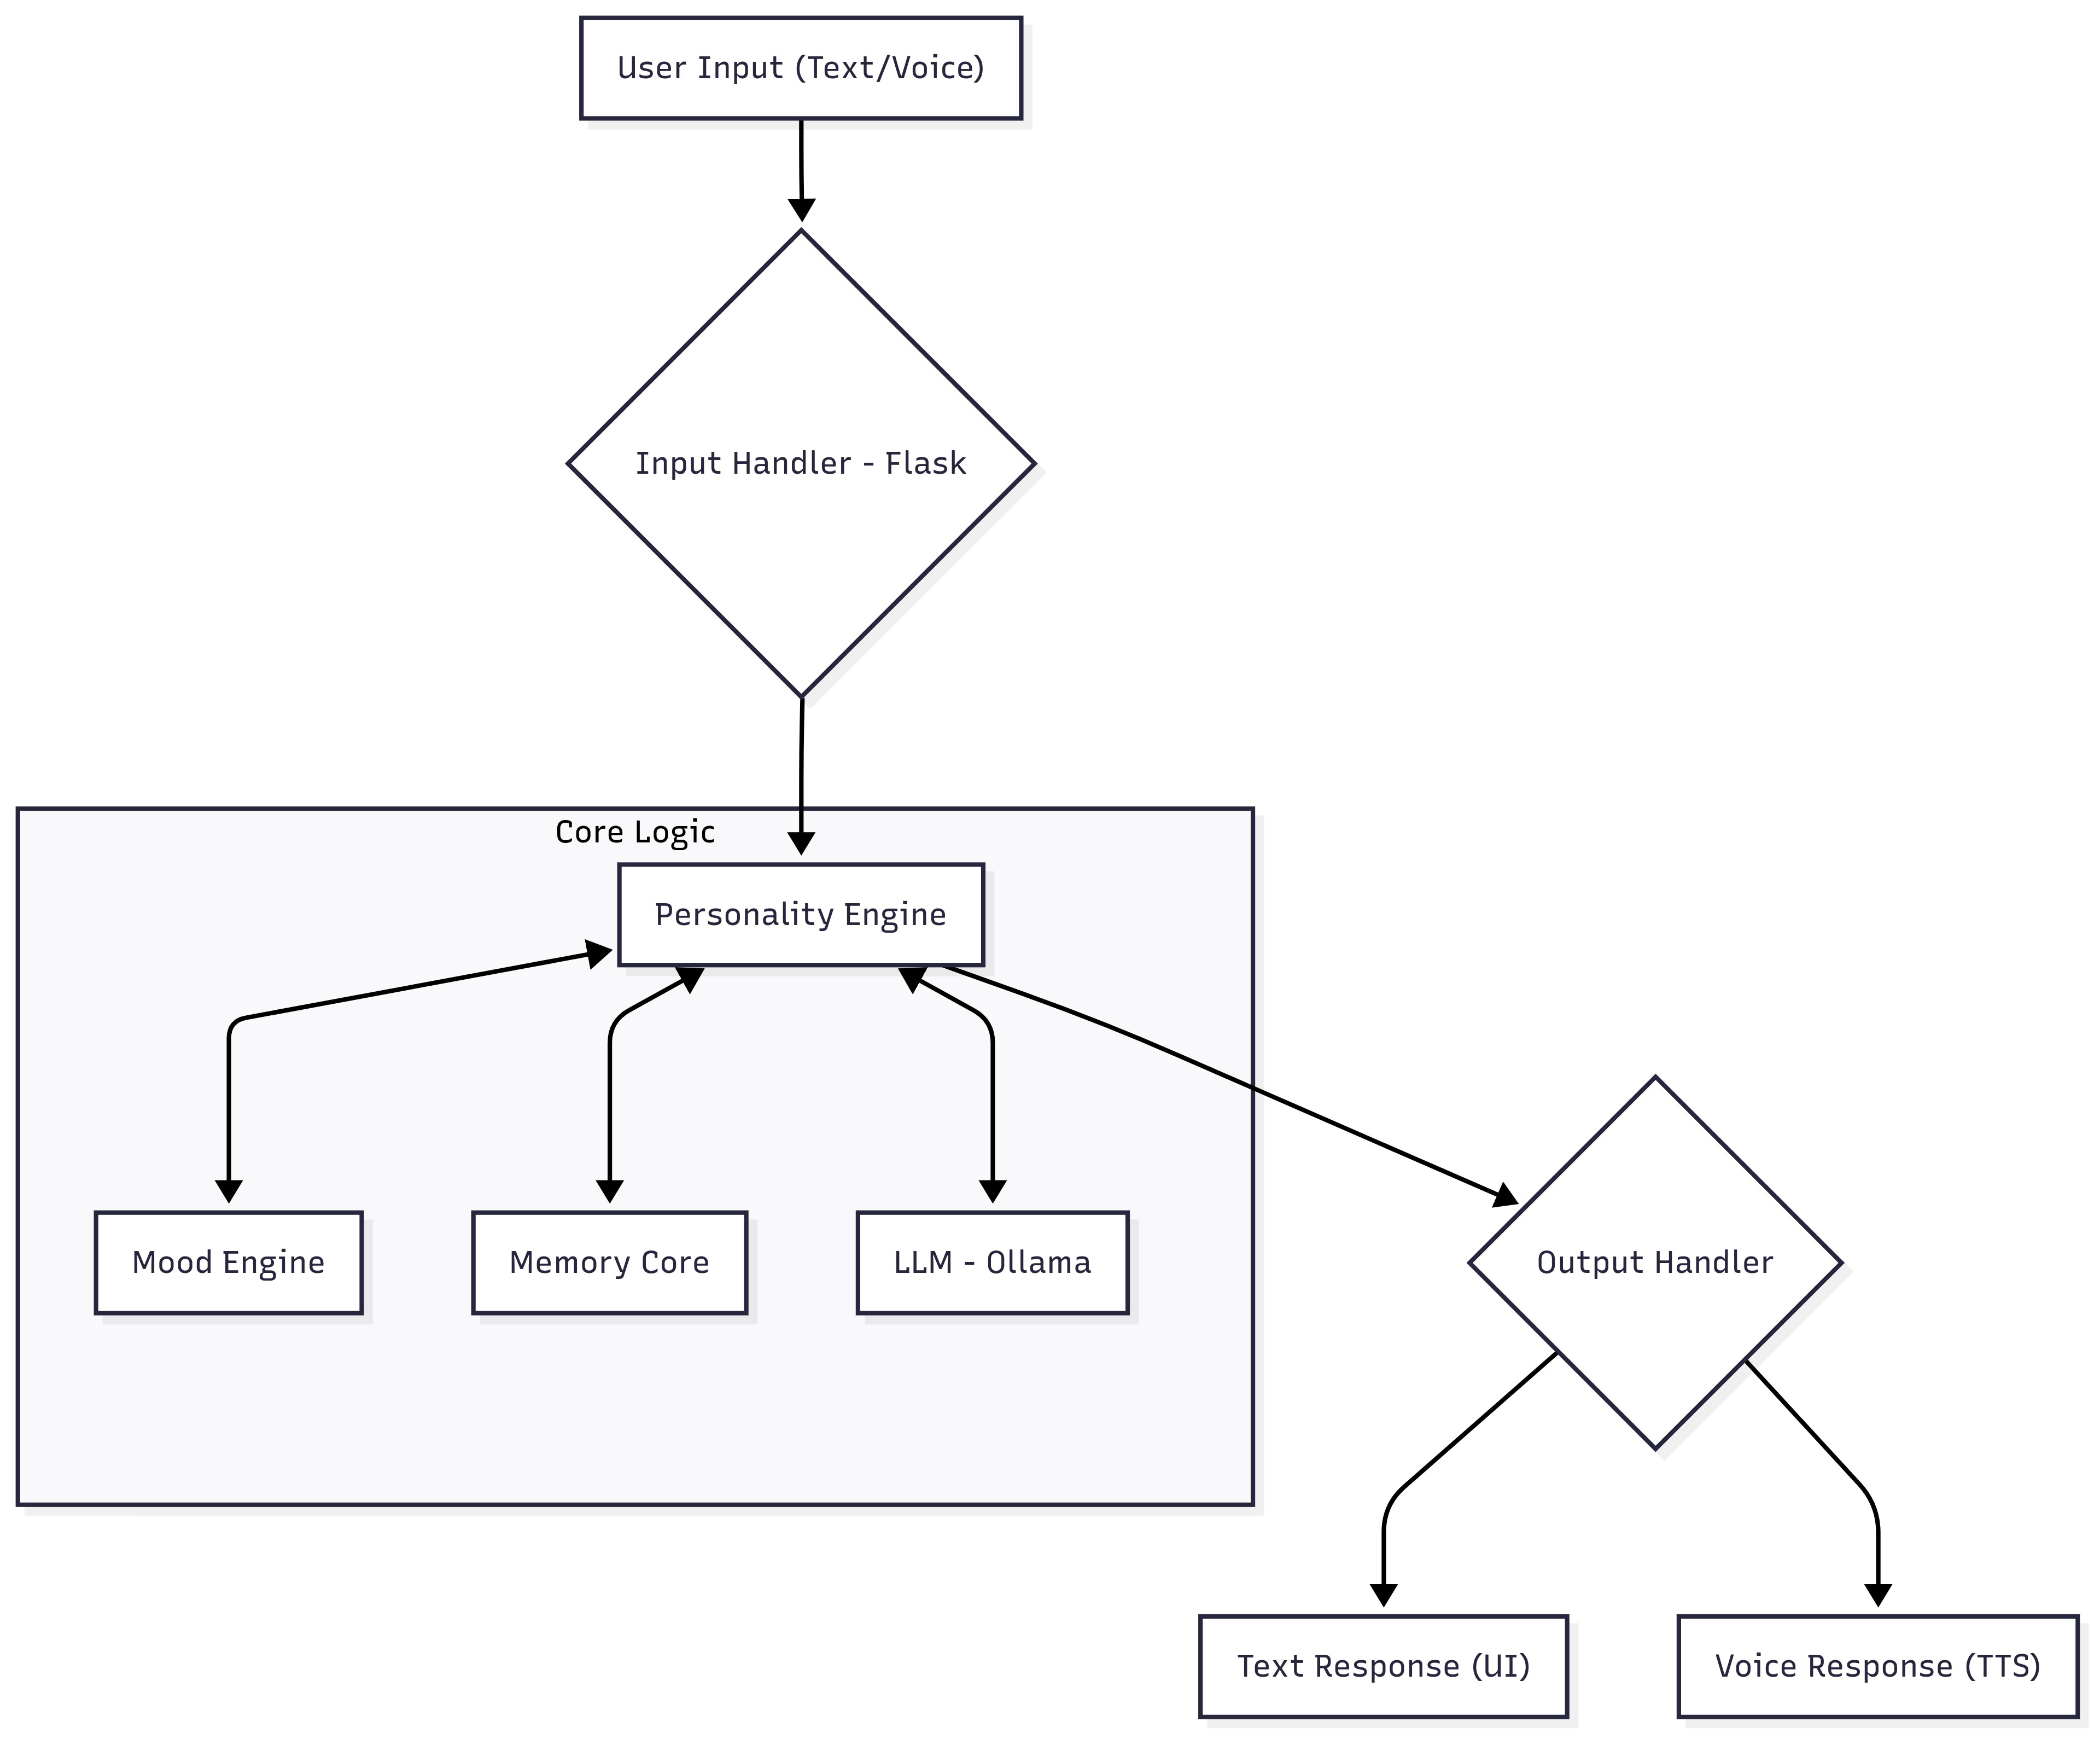 User Input (Text/Voice)
Input Handler - Flask
Core Logic
Personality Engine
Mood Engine
Memory Core
LLM - Ollama
Output Handler
Text Response (UI)
Voice Response (TTS)